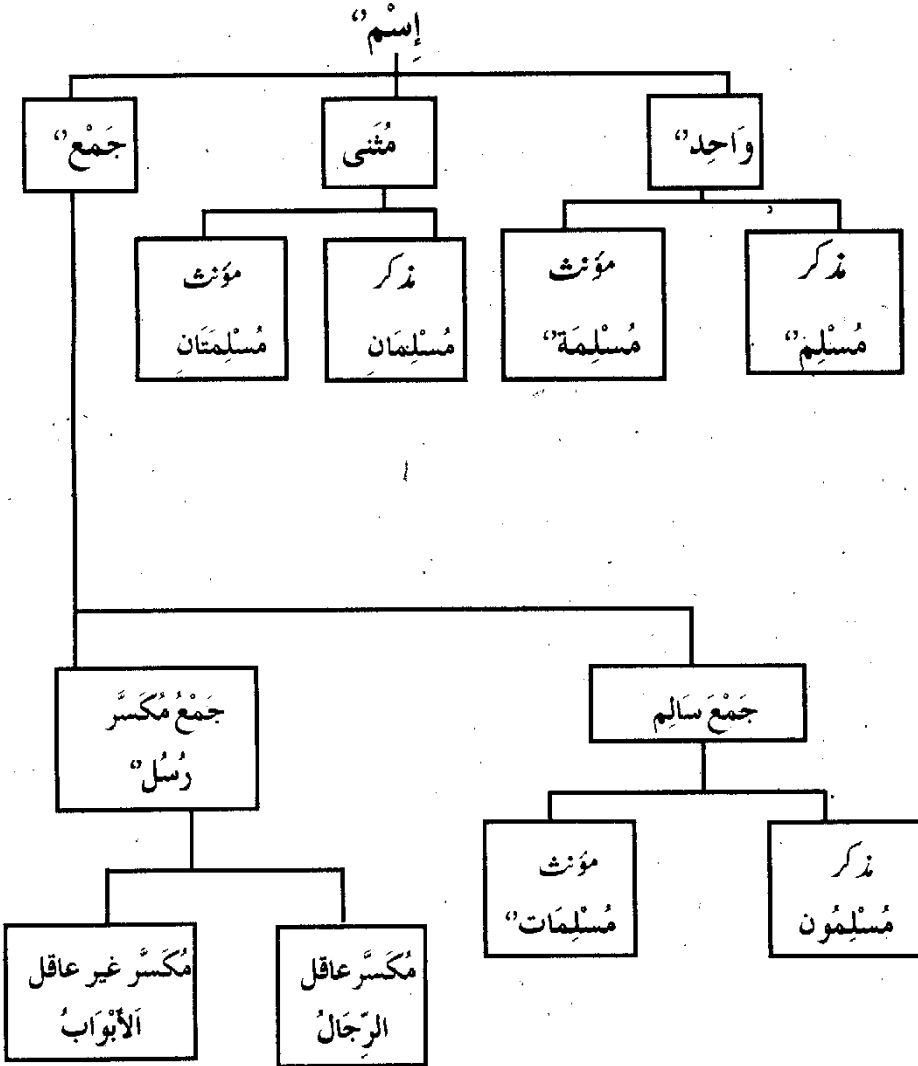 إِسْمٌ
وَاحِدٌ
مُثَنى
جَمْعٌ
مذكر
مُسْلِمٌ
مؤنث
مُسْلِمَةٌ
مذكر
مُسْلِمَانِ
مؤنث
مُسْلِمَتَانِ
جَمْعَ سَالِم
جَمْعُ مُكَسَّر
رُسُلٌ
مذكر
مُسْلِمُون
مؤنث
مُسْلِمَاتٌ
مُكَسَّر عاقل
الرِّجَالُ
مُكَسَّر غير عاقل
اَلأَبْوَابُ